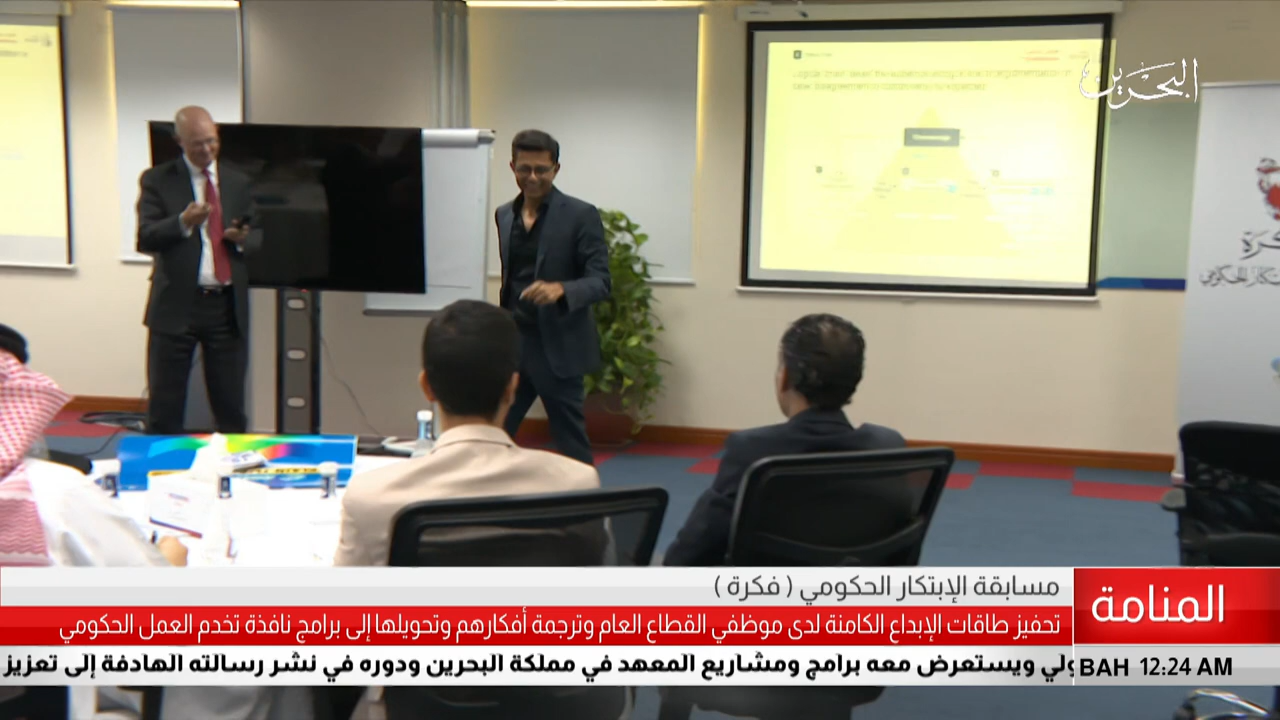 البحرين
مسابقة الإبتكار الحكومي ( فكرة )
المنامة
تحفيز طاقات الإبداع الكامنة لدى موظفي القطاع العام وترجمة أفكارهم وتحويلها إلى برامج نافذة تخدم العمل الحكومي
ولي ويستعرض معه برامج ومشاريع المعهد في مملكة البحرين ودوره في نشر رسالته الهادفة إلى تعزيز
BAH 12:24 AM